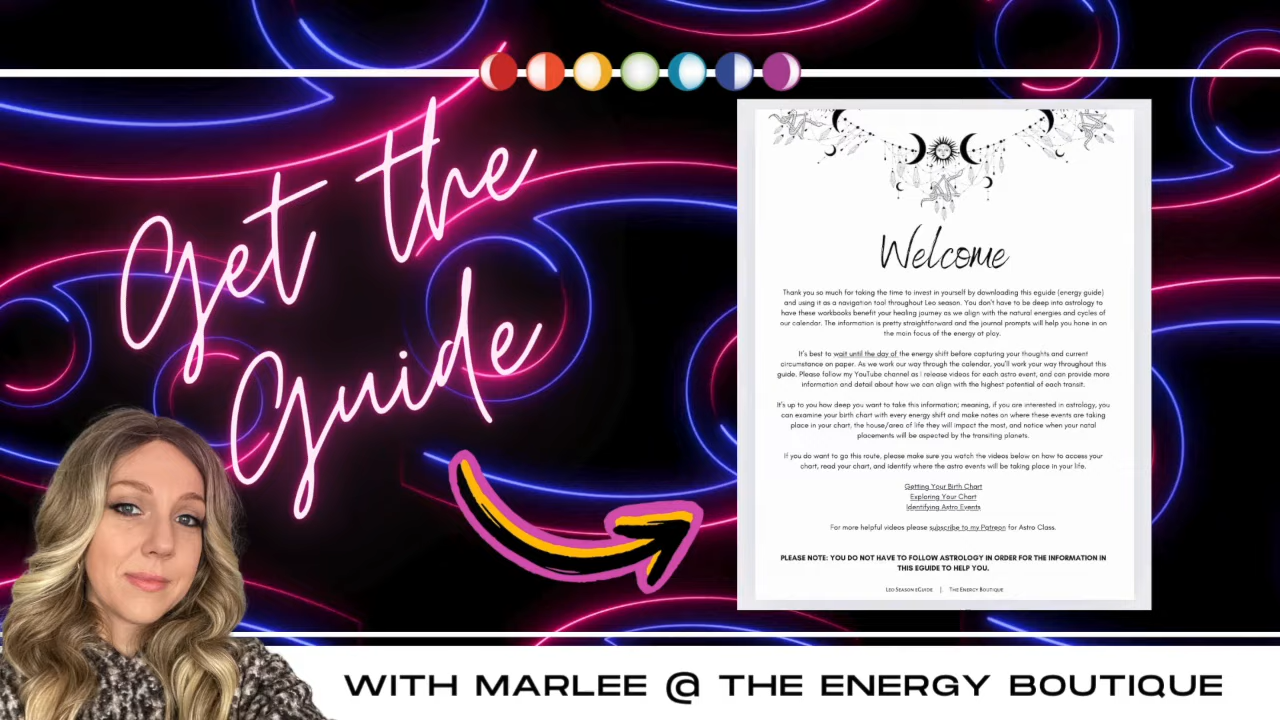 Get the
Guide
Welcome
Thank you so much for taking the time to invest in yourself by downloading this eguide (energy guide)
and using it as a navigation tool throughout Leo season. You don't have to be deep into astrology to
have these workbooks benefit your healing journey as we align with the natural energies and cycles of
our calendar. The information is pretty straightforward and the journal prompts will help you hone in on
the main focus of the energy at play.
It's best to wait until the day of the energy shift before capturing your thoughts and current
circumstance on paper. As we work our way through the calendar, you'll work your way throughout this
guide. Please follow my YouTube channel as I release videos for each astro event, and can provide more
information and detail about how we can align with the highest potential of each transit.
It's up to you how deep you want to take this information; meaning, if you are interested in astrology, you
can examine your birth chart with every energy shift and make notes on where these events are taking
place in your chart, the house/area of life they will impact the most, and notice when your natal
placements will be aspected by the transiting planets.
If you do want to go this route, please make sure you watch the videos below on how to access your
chart, read your chart, and identify where the astro events will be taking place in your life.
Getting Your Birth Chart
Exploring Your Chart
Identifying Astro Events
For more helpful videos please subscribe to my Patreon for Astro Class.
PLEASE NOTE: YOU DO NOT HAVE TO FOLLOW ASTROLOGY IN ORDER FOR THE INFORMATION IN
THIS EGUIDE TO HELP YOU.
Leo Season eGuide | The Energy Boutique
WITH MARLEE @ THE ENERGY BOUTIQUE